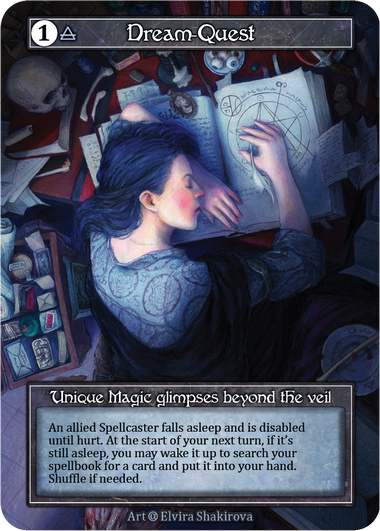 1
Dream-Quest
Unique Magic glimpses beyond the veil
An allied Spellcaster falls asleep and is disabled
until hurt. At the start of your next turn, if it's
still asleep, you may wake it up to search your
spellbook for a card and put it into your hand.
Shuffle if needed.
Art @ Elvira Shakirova